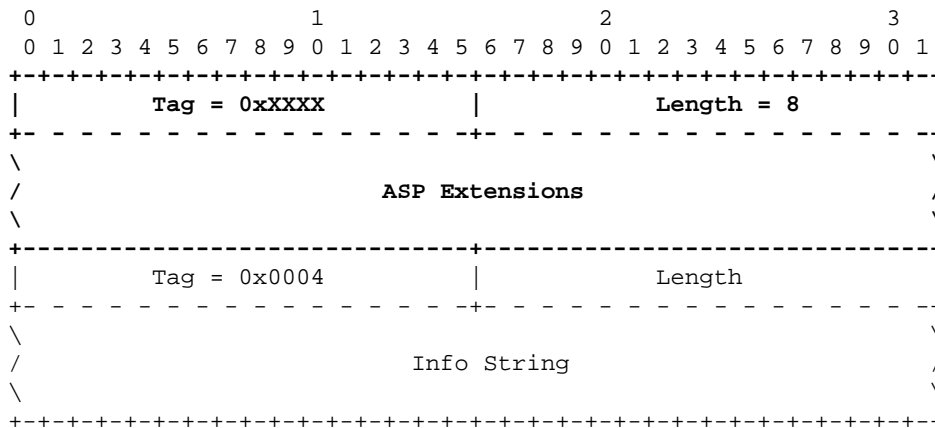 0                   1                   2                   3
0 1 2 3 4 5 6 7 8 9 0 1 2 3 4 5 6 7 8 9 0 1 2 3 4 5 6 7 8 9 0 1
+-+-+-+-+-+-+-+-+-+-+-+-+-+-+-+-+-+-+-+-+-+-+-+-+-+-+-+-+-+-+-+-
|         Tag = 0xXXXX          |            Length = 8
+- - - - - - - - - - - - - - - -+- - - - - - - - - - - - - - - --
\                                                               \
/                         ASP Extensions                        /
\                                                               \
+-------------------------------+--------------------------------
|         Tag = 0x0004          |            Length
+- - - - - - - - - - - - - - - -+- - - - - - - - - - - - - - - --
\                                                               \
/                           Info String                         /
\                                                               \
+-+-+-+-+-+-+-+-+-+-+-+-+-+-+-+-+-+-+-+-+-+-+-+-+-+-+-+-+-+-+-+-